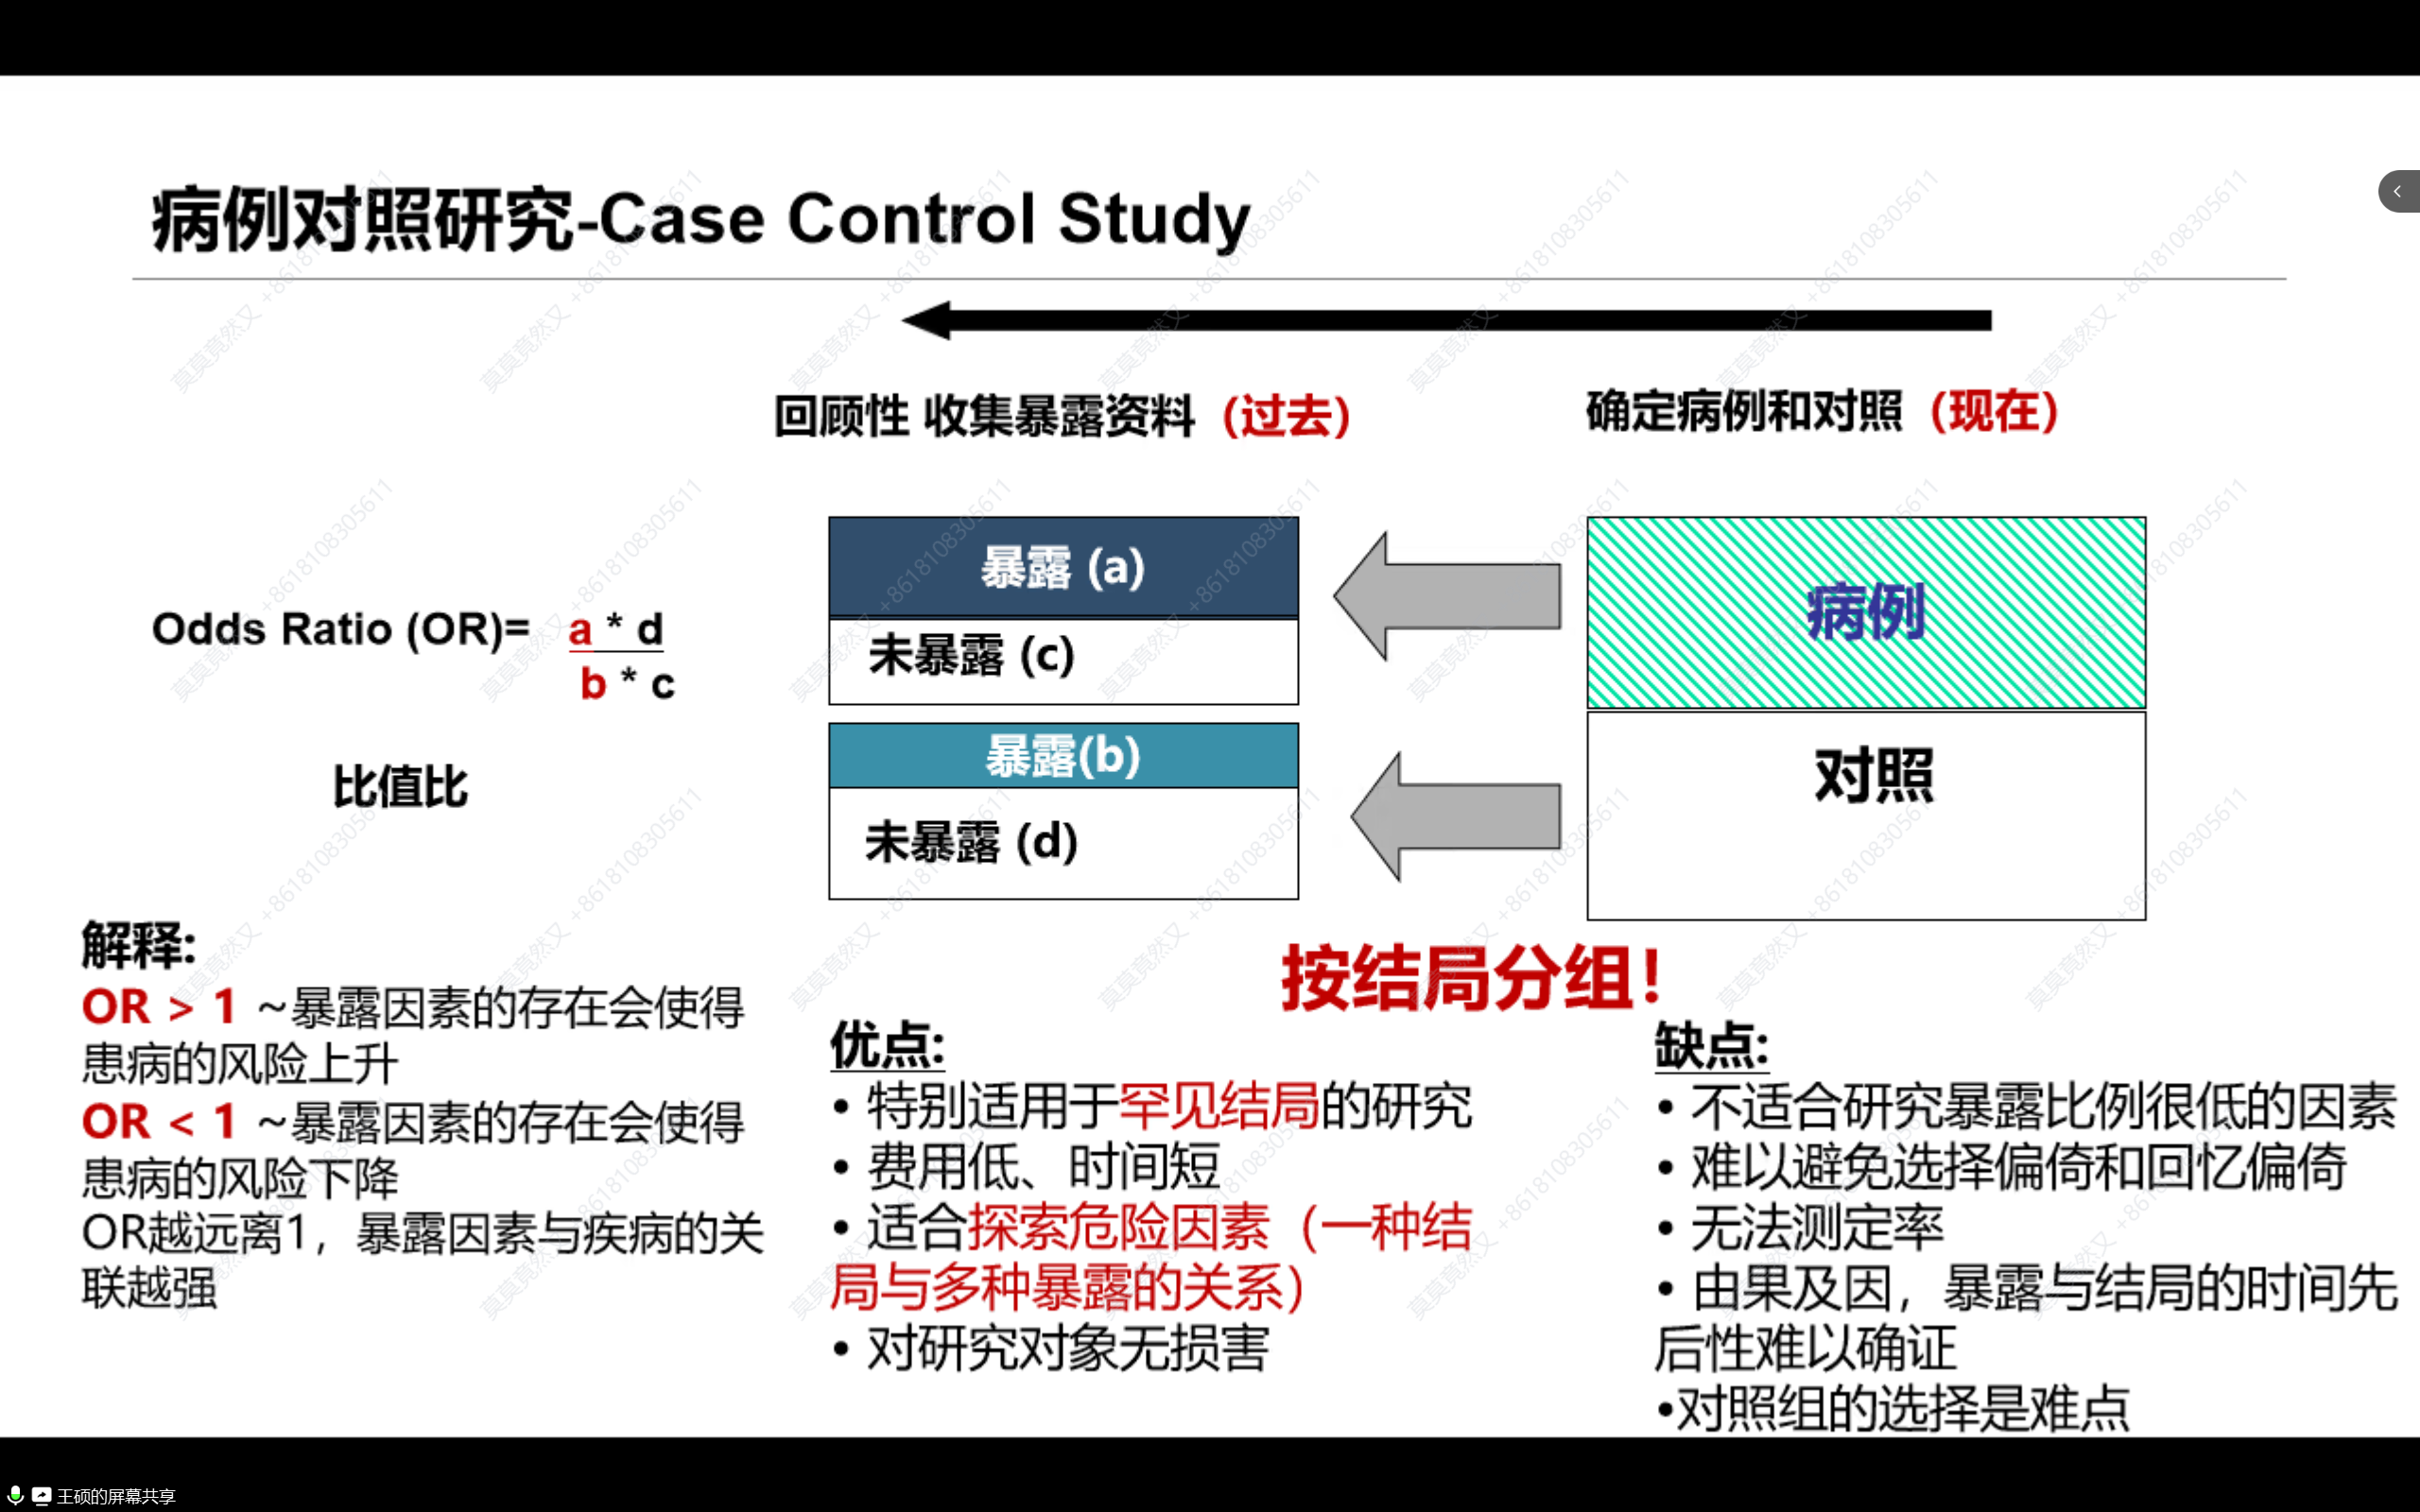 病例对照研究-Case Control Study
回顾性 收集暴露资料（过去）
确定病例和对照（现在）
Odds Ratio (OR)= a * d
b * c
比值比
暴露 (a)
未暴露 (c)
暴露(b)
未暴露 (d)
病例
对照
按结局分组！
解释:
OR > 1 ~暴露因素的存在会使得
患病的风险上升
OR < 1 ~暴露因素的存在会使得
患病的风险下降
OR越远离1，暴露因素与疾病的关
联越强
优点:
• 特别适用于罕见结局的研究
• 费用低、时间短
• 适合探索危险因素（一种结
局与多种暴露的关系）
• 对研究对象无损害
缺点:
• 不适合研究暴露比例很低的因素
• 难以避免选择偏倚和回忆偏倚
• 无法测定率
• 由果及因，暴露与结局的时间先
后性难以确证
•对照组的选择是难点
王硕的屏幕共享